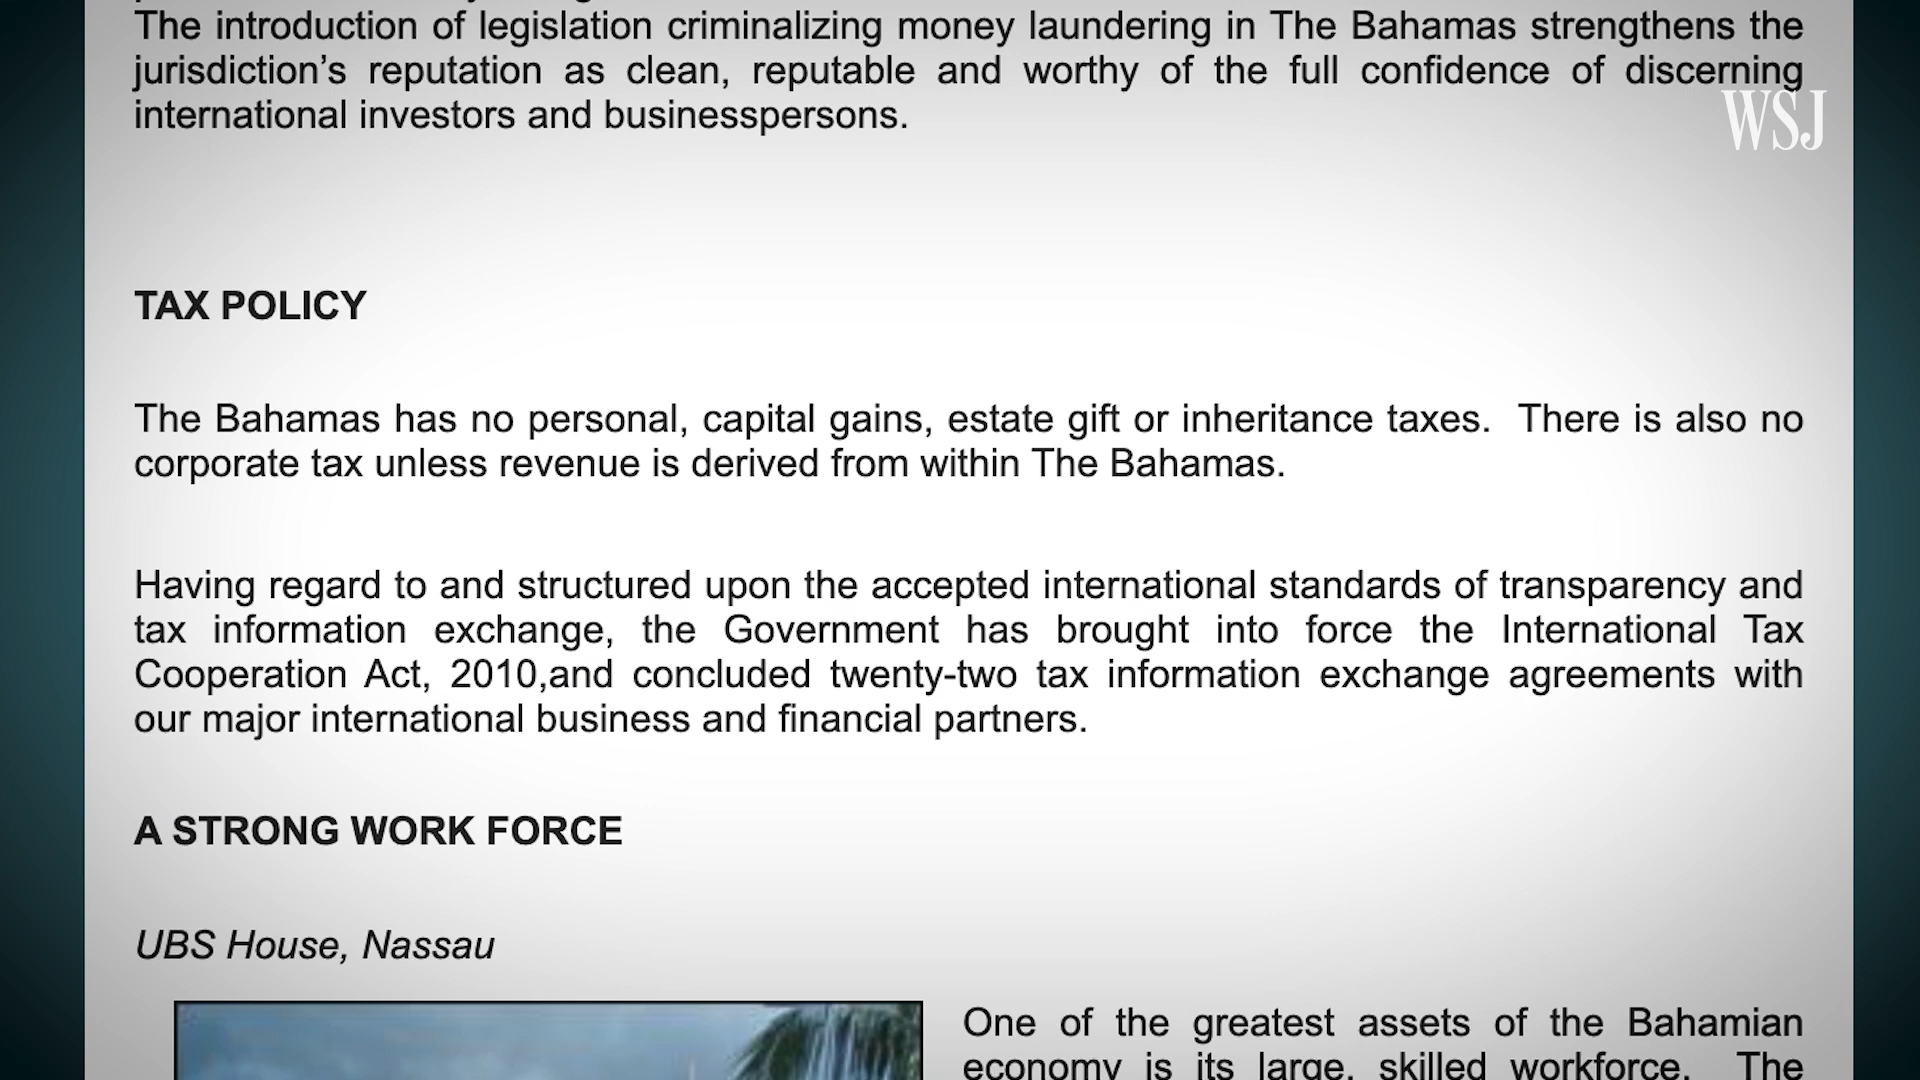 The introduction of legislation criminalizing money laundering in The Bahamas strengthens the
jurisdiction’s reputation as clean, reputable and worthy of the full confidence of discerning
international investors and businesspersons.
WSJ
TAX POLICY
The Bahamas has no personal, capital gains, estate gift or inheritance taxes.  There is also no
corporate tax unless revenue is derived from within The Bahamas.
Having regard to and structured upon the accepted international standards of transparency and
tax information exchange, the Government has brought into force the International Tax
Cooperation Act, 2010,and concluded twenty-two tax information exchange agreements with
our major international business and financial partners.
A STRONG WORK FORCE
UBS House, Nassau
One of the greatest assets of the Bahamian
economy is its large, skilled workforce.  The